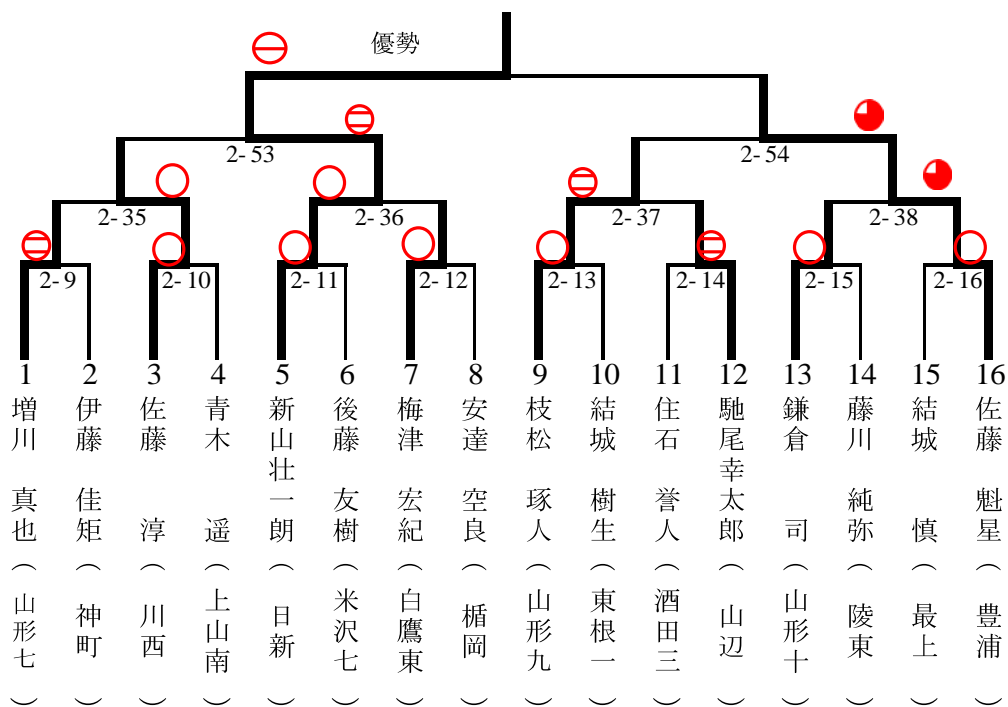 優勢
2-53
2-54
2-35
2-36
2-37
2-38
2-9
2-10
2-11
2-12
2-13
2-14
2-15
2-16
1 増川 真也 (山形七)
2 伊藤 佳矩 (神町)
3 佐藤 淳 (川西)
4 青木 遥 (上山南)
5 新山壮一朗 (日新)
6 後藤 友樹 (米沢七)
7 梅津 宏紀 (白鷹東)
8 安達 空良 (楯岡)
9 枝松 琢人 (山形九)
10 結城 樹生 (東根一)
11 住石 誉人 (酒田三)
12 馳尾幸太郎 (山辺)
13 鎌倉 司 (山形十)
14 藤川 純弥 (陵東)
15 結城 慎 (最上)
16 佐藤 魁星 (豊浦)